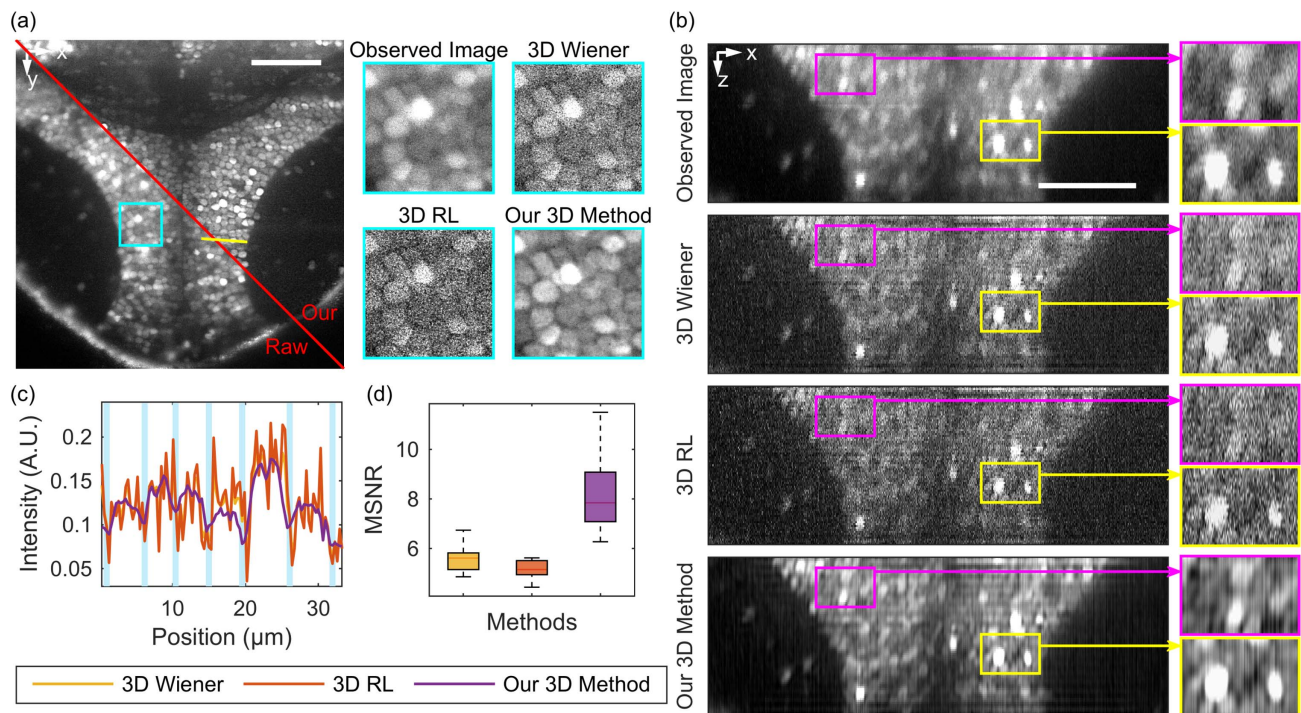 (a)
x
y
Our
Raw
Observed Image
3D Wiener
3D RL
Our 3D Method
(b)
x
z
Observed Image
3D Wiener
3D RL
Our 3D Method
(c)
0.2
0.15
0.1
0.05
Intensity (A.U.)
10
20
30
Position (μm)
(d)
10
8
6
MSNR
Methods
3D Wiener
3D RL
Our 3D Method